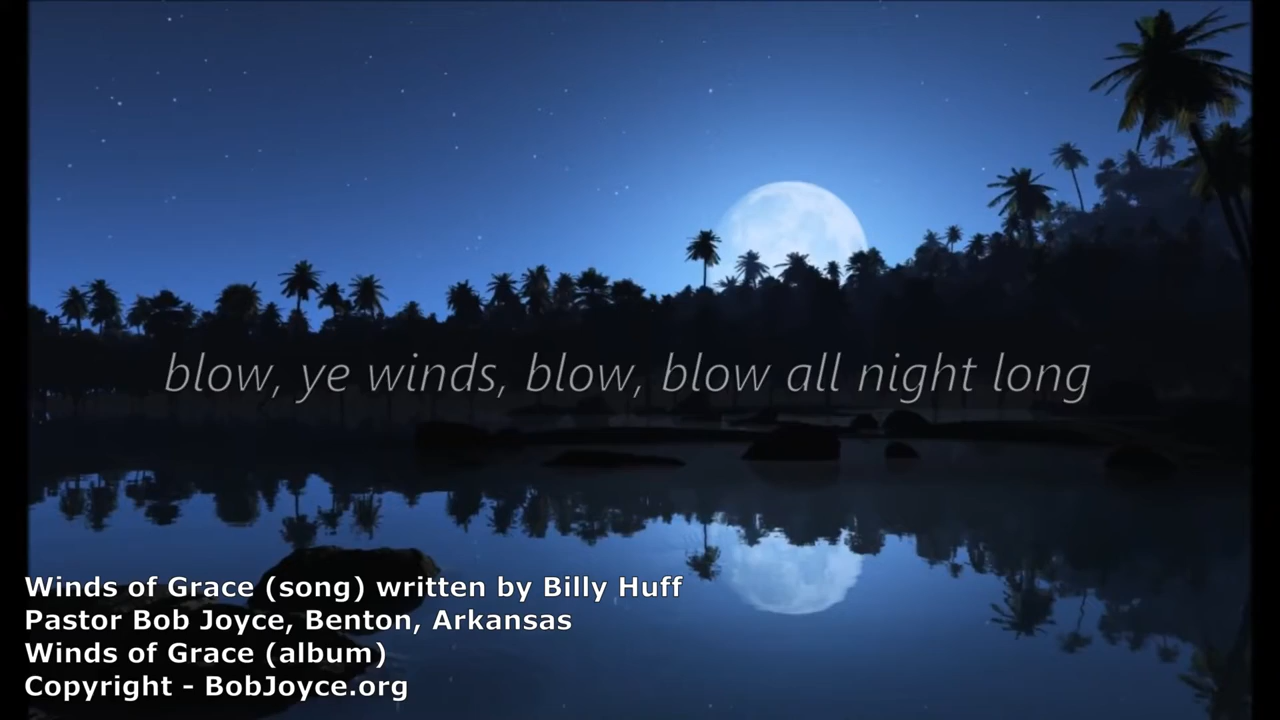 blow, ye winds, blow, blow all night long
Winds of Grace (song) written by Billy Huff
Pastor Bob Joyce, Benton, Arkansas
Winds of Grace (album)
Copyright - BobJoyce.org